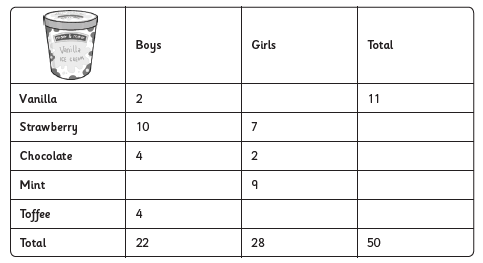 Boys Girls Total
Vanilla
ICE CREAM
Vanilla 2 11
Strawberry 10 7
Chocolate 4 2
Mint 9
Toffee 4
Total 22 28 50